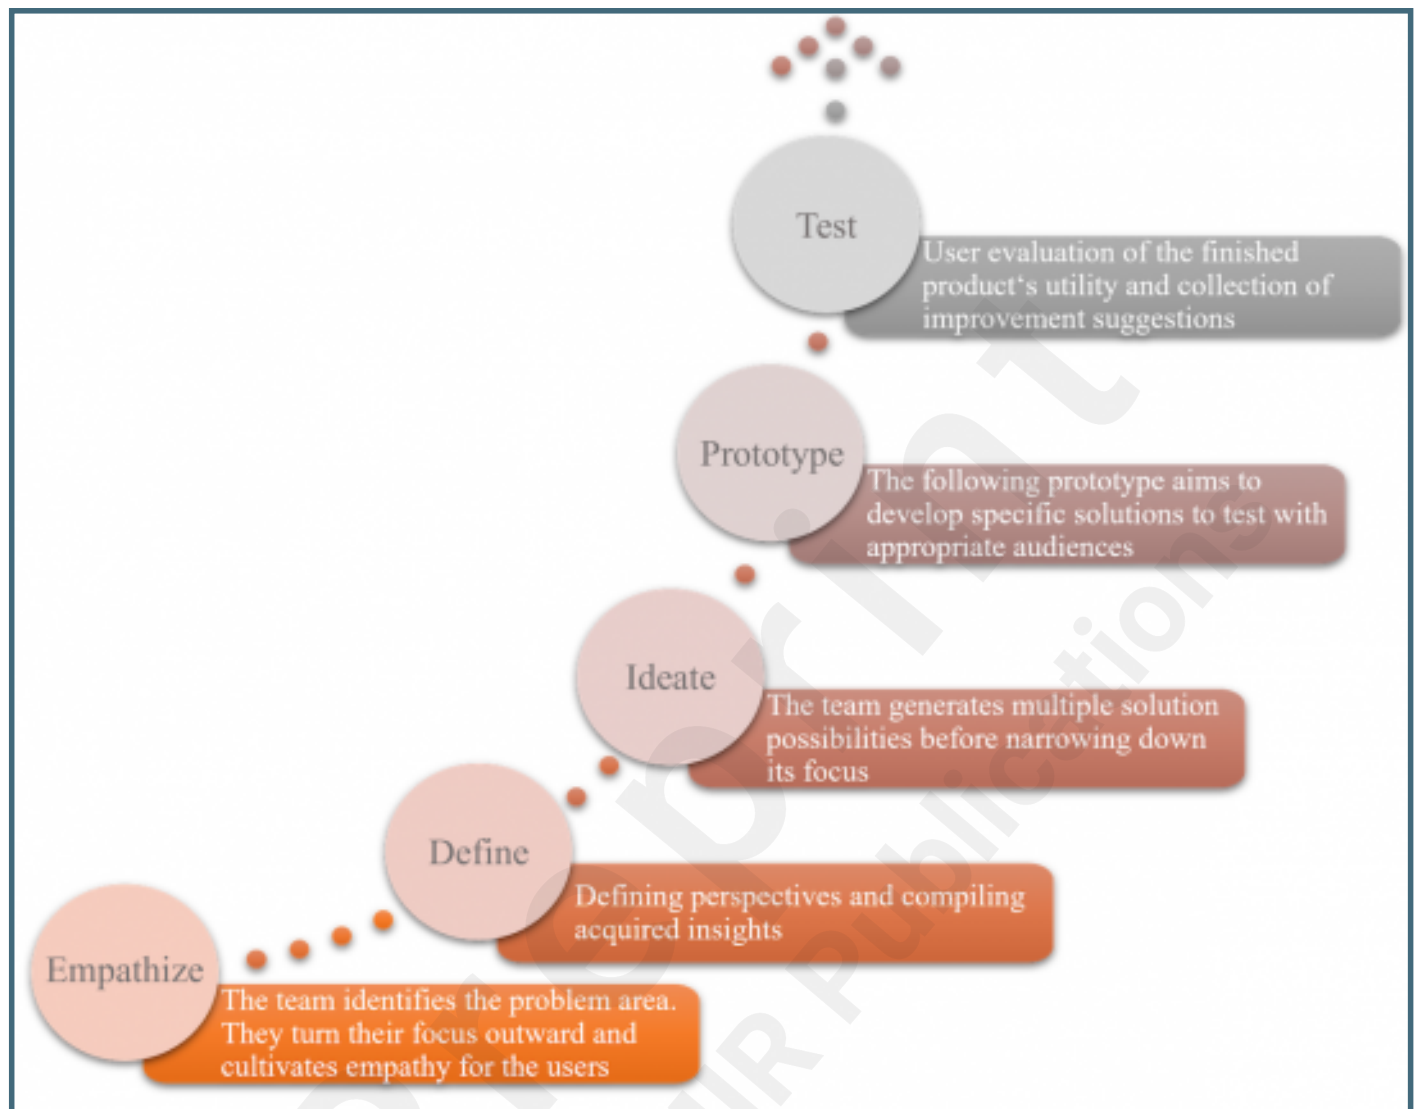 Test
User evaluation of the finished
product‘s utility and collection of
improvement suggestions
Prototype
The following prototype aims to
develop specific solutions to test with
appropriate audiences
Ideate
The team generates multiple solution
possibilities before narrowing down
its focus
Define
Defining perspectives and compiling
acquired insights
Empathize
The team identifies the problem area.
They turn their focus outward and
cultivates empathy for the users
Preprint
JMIR Publications